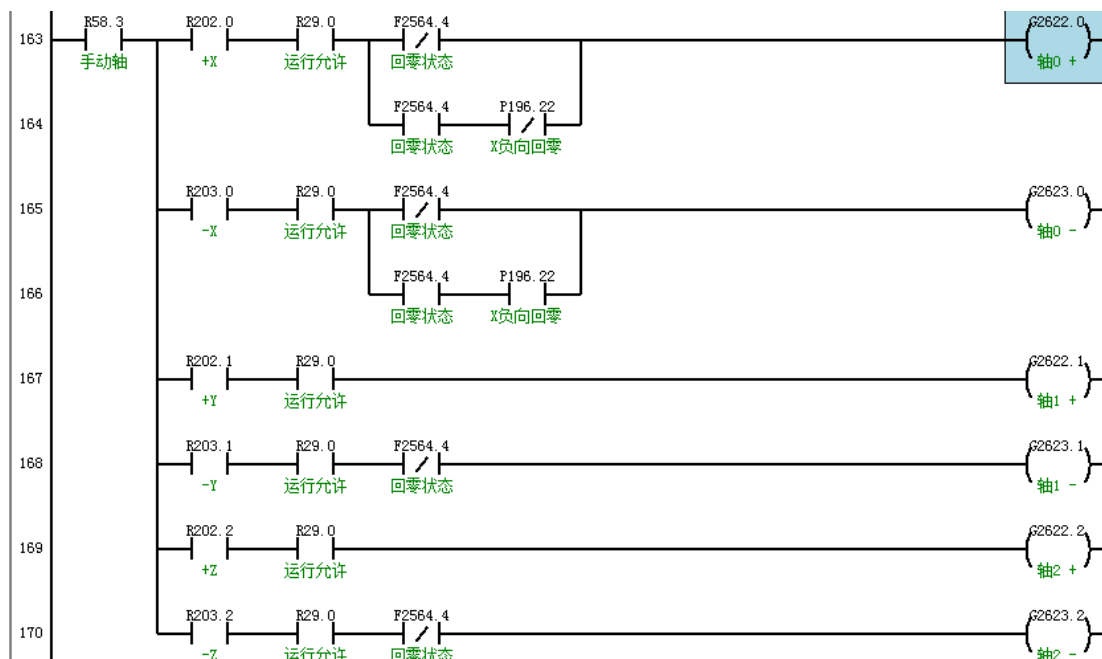 R58.3 R202.0 R29.0 F2564.4 G2622.0
163
手动轴 +X 运行允许 回零状态 轴0 +
F2564.4 P196.22
164
回零状态 X负向回零
R203.0 R29.0 F2564.4 G2623.0
165
-X 运行允许 回零状态 轴0 -
F2564.4 P196.22
166
回零状态 X负向回零
R202.1 R29.0 G2622.1
167
+Y 运行允许 轴1 +
R203.1 R29.0 F2564.4 G2623.1
168
-Y 运行允许 回零状态 轴1 -
R202.2 R29.0 G2622.2
169
+Z 运行允许 轴2 +
R203.2 R29.0 F2564.4 G2623.2
170
-Z 运行允许 回零状态 轴2 -